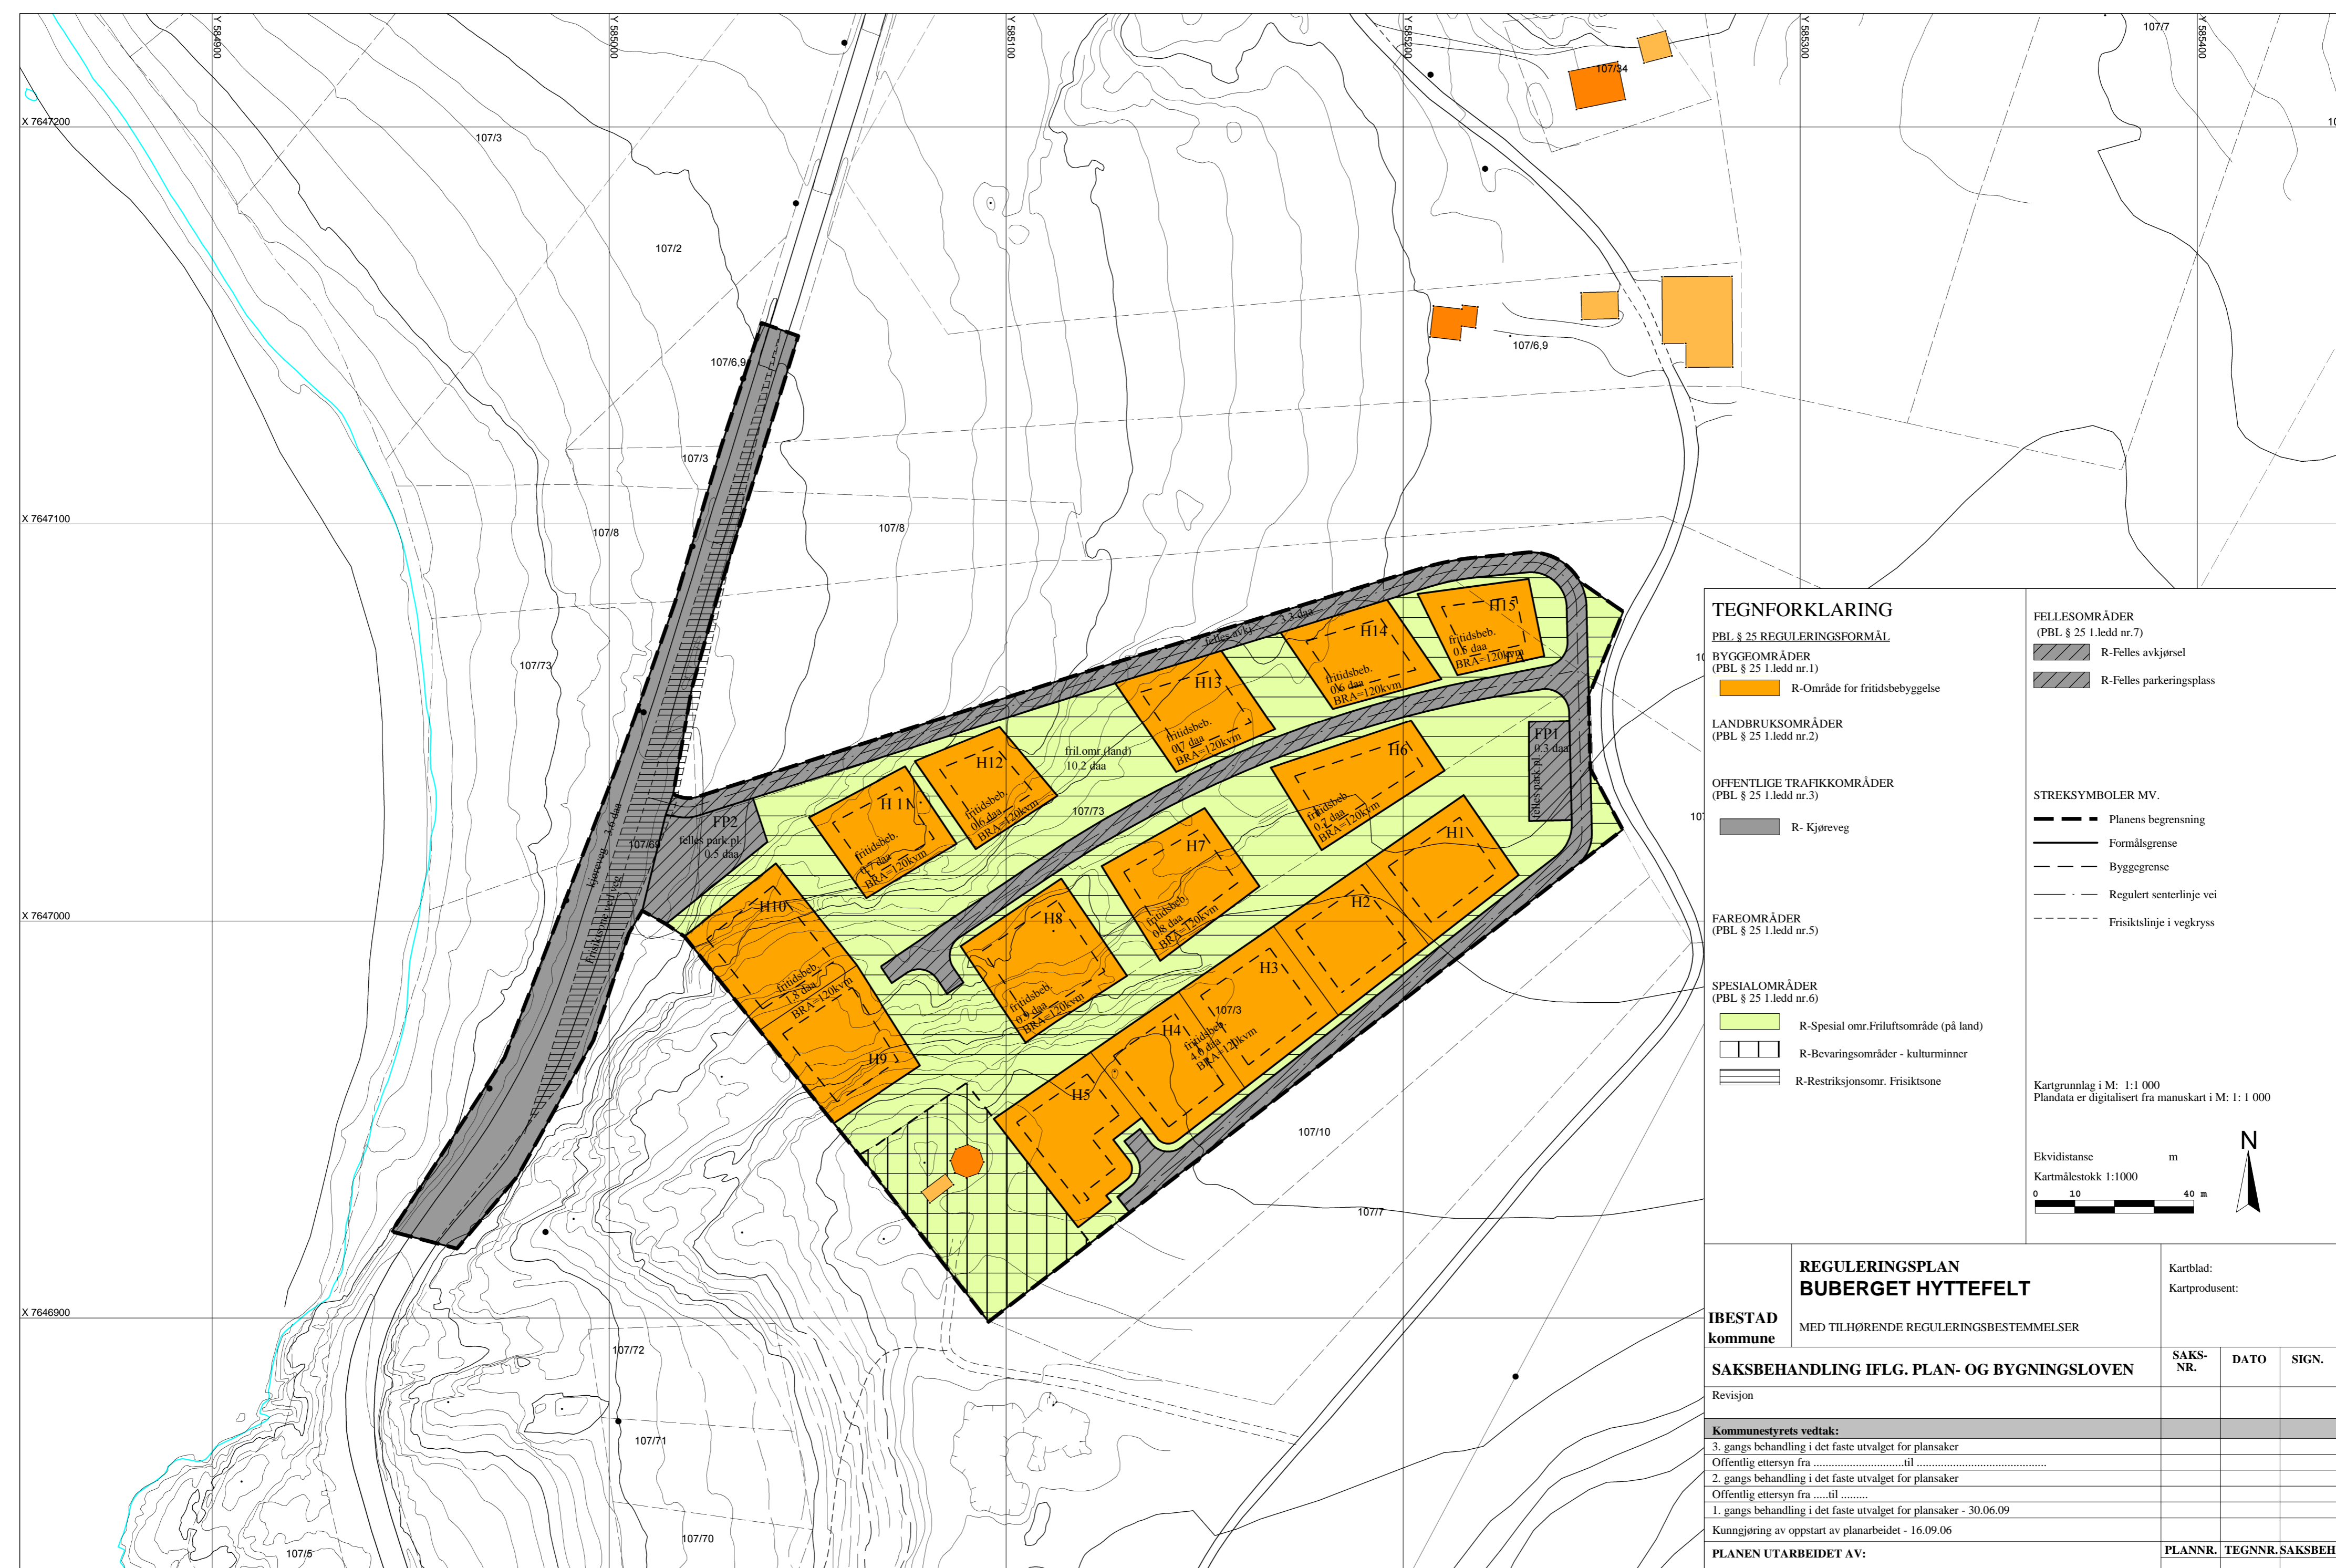 Y 584900
Y 585000
Y 585100
Y 585200
Y 585300
Y 585400
107/7
107/34
X 7647200
107/3
107/2
107/6,9
107/6,9
107/3
X 7647100
107/8
107/8
107/73
felles avkj. 3.3 daa
H15
fritidsbeb.
BRA=120kvm
H14
fritidsbeb.
0.6 daa
BRA=120kvm
H13
fritidsbeb.
0.7 daa
BRA=120kvm
fril.omr.(land)
10.2 daa
H12
fritidsbeb.
0.6 daa
BRA=120kvm
H6
fritidsbeb.
0.7 daa
BRA=120kvm
FP1
0.3 daa
felles park.pl.
H 11
fritidsbeb.
0.7 daa
BRA=120kvm
107/73
FP2
felles park.pl.
0.5 daa
kjøreveg 3.6 daa
107/69
Frisiktsone ved veg
H7
fritidsbeb.
0.8 daa
BRA=120kvm
H1
H2
H3
H4
107/3
fritidsbeb.
4.0 daa
BRA=120kvm
H5
H8
fritidsbeb.
0.9 daa
BRA=120kvm
H10
fritidsbeb.
1.8 daa
BRA=120kvm
H9
X 7647000
107/10
107/7
X 7646900
107/72
107/71
107/70
107/5
TEGNFORKLARING
PBL § 25 REGULERINGSFORMÅL
BYGGEOMRÅDER
(PBL § 25 1.ledd nr.1)
R-Område for fritidsbebyggelse
LANDBRUKSOMRÅDER
(PBL § 25 1.ledd nr.2)
OFFENTLIGE TRAFIKKOMRÅDER
(PBL § 25 1.ledd nr.3)
R- Kjøreveg
FAREOMRÅDER
(PBL § 25 1.ledd nr.5)
SPESIALOMRÅDER
(PBL § 25 1.ledd nr.6)
R-Spesial omr.Friluftsområde (på land)
R-Bevaringsområder - kulturminner
R-Restriksjonsomr. Frisiktsone
FELLESOMRÅDER
(PBL § 25 1.ledd nr.7)
R-Felles avkjørsel
R-Felles parkeringsplass
STREKSYMBOLER MV.
Planens begrensning
Formålsgrense
Byggegrense
Regulert senterlinje vei
Frisiktslinje i vegkryss
Kartgrunnlag i M: 1:1 000
Plandata er digitalisert fra manuskart i M: 1: 1 000
N
Ekvidistanse m
Kartmålestokk 1:1000
0 10 40 m
IBESTAD
kommune
REGULERINGSPLAN
BUBERGET HYTTEFELT
MED TILHØRENDE REGULERINGSBESTEMMELSER
Kartblad:
Kartprodusent:
SAKSBEHANDLING IFLG. PLAN- OG BYGNINGSLOVEN
SAKS-
NR.
DATO
SIGN.
Revisjon
Kommunestyrets vedtak:
3. gangs behandling i det faste utvalget for plansaker
Offentlig ettersyn fra ..............................til ...........................................
2. gangs behandling i det faste utvalget for plansaker
Offentlig ettersyn fra .....til .........
1. gangs behandling i det faste utvalget for plansaker - 30.06.09
Kunngjøring av oppstart av planarbeidet - 16.09.06
PLANEN UTARBEIDET AV:
PLANNR.
TEGNNR.
SAKSBEH